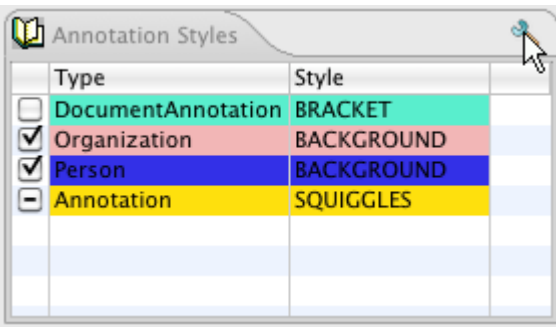 Annotation Styles
Type Style
DocumentAnnotation BRACKET
Organization BACKGROUND
Person BACKGROUND
Annotation SQUIGGLES